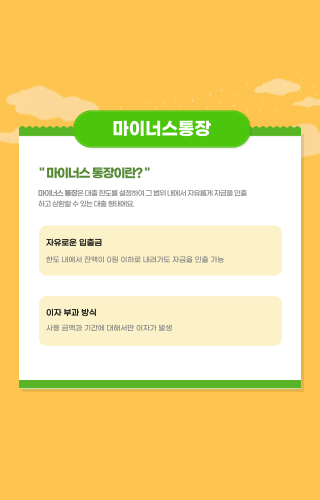 마이너스통장
" 마이너스 통장이란? "
마이너스 통장은 대출 한도를 설정하여 그 범위 내에서 자유롭게 자금을 인출
하고 상환할 수 있는 대출 형태에요.
자유로운 입출금
한도 내에서 잔액이 0원 이하로 내려가도 자금을 인출 가능
이자 부과 방식
사용 금액과 기간에 대해서만 이자가 발생